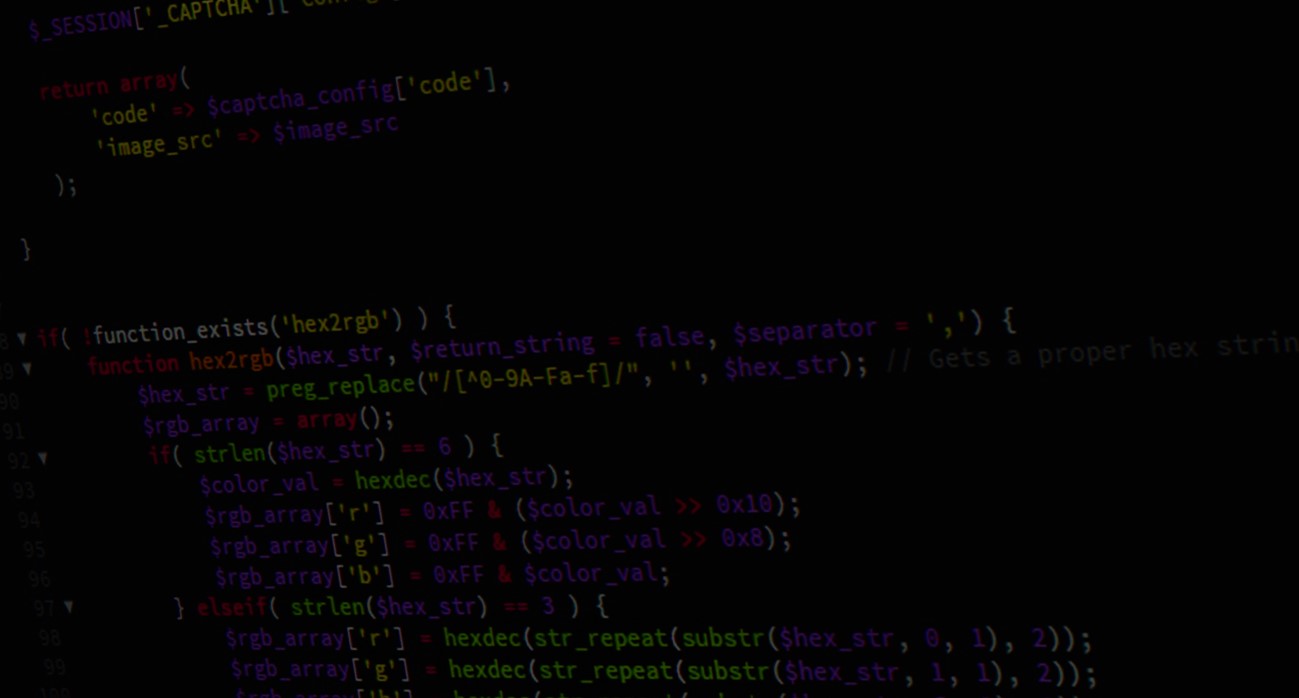 $_SESSION['_CAPTCHA']['
return array(
'code' => $captcha_config['code'],
'image_src' => $image_src
);
}
if( !function_exists('hex2rgb') ) {
89 function hex2rgb($hex_str, $return_string = false, $separator = ',') {
90 $hex_str = preg_replace("/[^0-9A-Fa-f]/", '', $hex_str); // Gets a proper hex strin
91 $rgb_array = array();
92 if( strlen($hex_str) == 6 ) {
93 $color_val = hexdec($hex_str);
94 $rgb_array['r'] = 0xFF & ($color_val >> 0x10);
95 $rgb_array['g'] = 0xFF & ($color_val >> 0x8);
96 $rgb_array['b'] = 0xFF & $color_val;
97 } elseif( strlen($hex_str) == 3 ) {
98 $rgb_array['r'] = hexdec(str_repeat(substr($hex_str, 0, 1), 2));
99 $rgb_array['g'] = hexdec(str_repeat(substr($hex_str, 1, 1), 2));